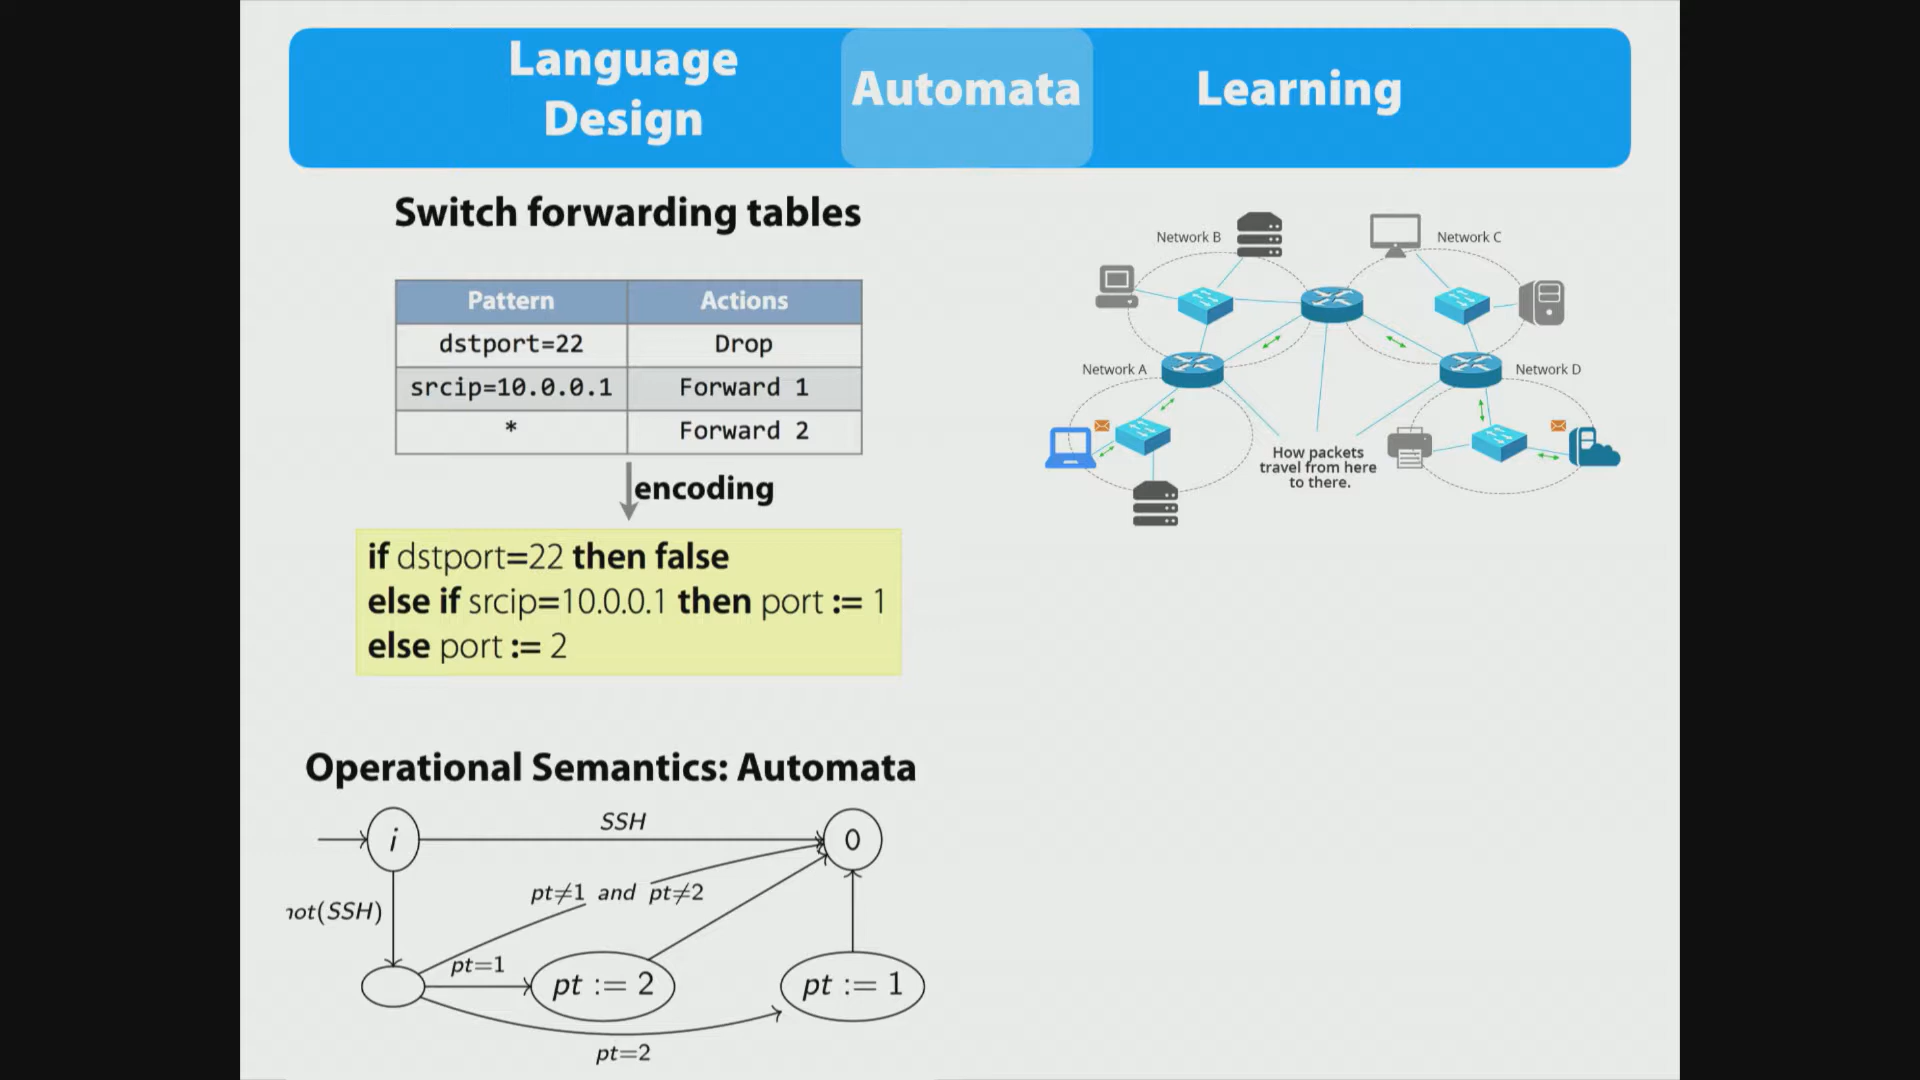 Language
Design
Automata
Learning
Switch forwarding tables
Pattern Actions
dstport=22 Drop
srcip=10.0.0.1 Forward 1
* Forward 2
encoding
if dstport=22 then false
else if srcip=10.0.0.1 then port := 1
else port := 2
Network B
Network C
Network A
Network D
How packets
travel from here
to there.
Operational Semantics: Automata
i
SSH
0
pt≠1 and pt≠2
not(SSH)
pt=1
pt := 2
pt := 1
pt=2